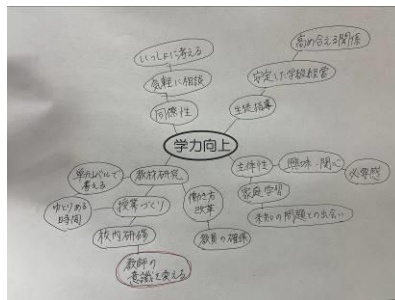 高め合える関係
いっしょに考える
安定した学級経営
気軽に相談
同僚性
生徒指導
学力向上
単元レベルで
考える
教材研究
主体性
興味・関心
必要感
家庭学習
ゆとりある
時間
授業づくり
働き方
改革
未知の問題との出会い
校内研修
教員の確保
教師の
意識を変える